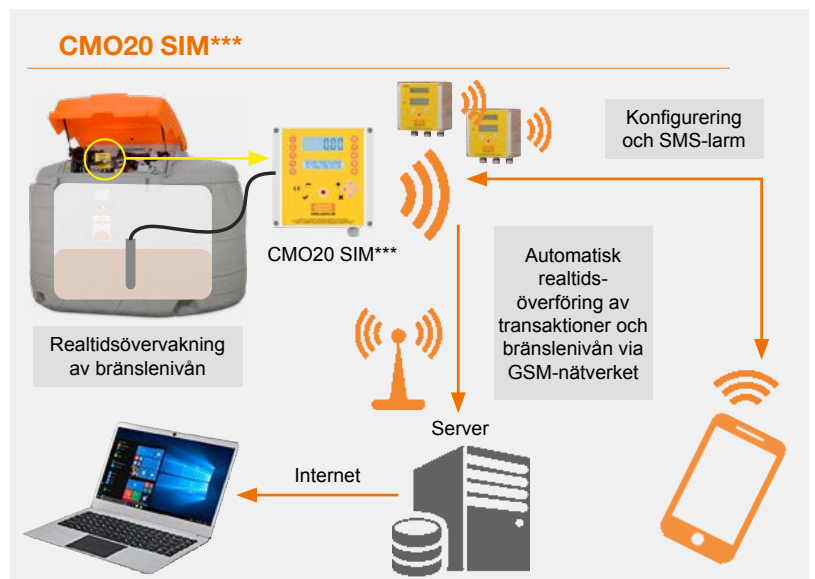 CMO20 SIM***
Konfigurering
och SMS-larm
CMO20 SIM***
Automatisk
realtids-
överföring av
transaktioner och
bränslenivån via
GSM-nätverket
Realtidsövervakning
av bränslenivån
Server
Internet